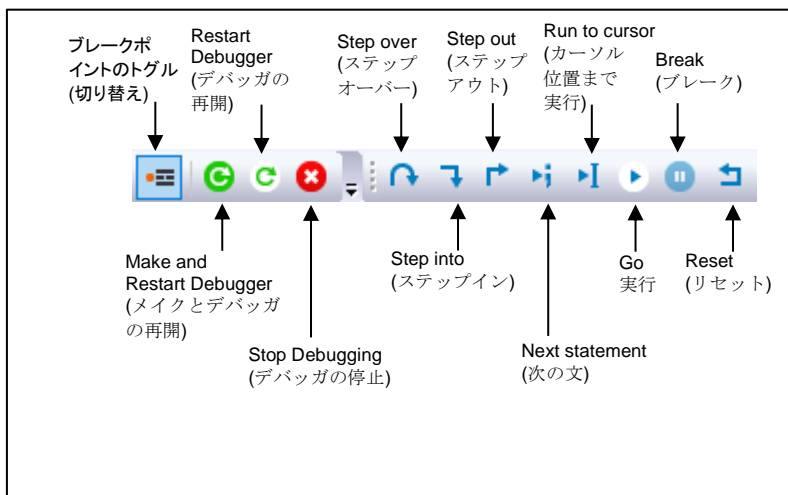 ブレークポ
イントのトグル
(切り替え)
Restart
Debugger
(デバッガの
再開)
Step over
(ステップ
オーバー)
Step out
(ステップ
アウト)
Run to cursor
(カーソル
位置まで
実行)
Break
(ブレーク)
Make and
Restart Debugger
(メイクとデバッガ
の再開)
Stop Debugging
(デバッガの停止)
Step into
(ステップイン)
Next statement
(次の文)
Go
実行
Reset
(リセット)